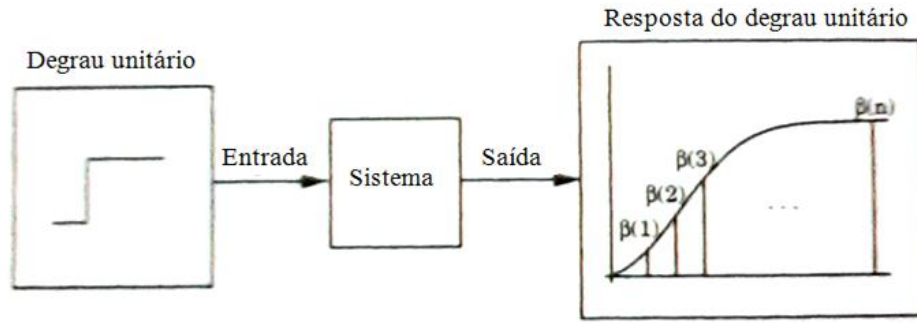 Resposta do degrau unitário
Degrau unitário
Entrada
Sistema
Saída
β(1)
β(2)
β(3)
...
β(n)